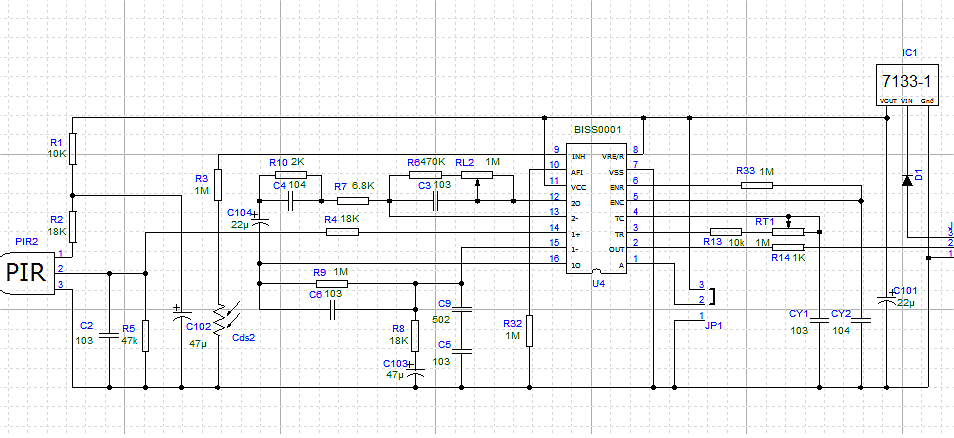 IC1
7133-1
VOUT VIN Gnd
BISS0001
R1
10K
R3
1M
R10 2K
C4 104
R7 6.8K
R6 470K
RL2 1M
C3 103
9 INH VRE/R 8
10 AFI VSS 7
11 VCC ENR 6
12 2O ENC 5
13 2- TC 4
14 1+ TR 3
15 1- OUT 2
16 1O A 1
U4
R33 1M
D1
R2
18K
C104
22µ
R4 18K
RT1
R13 10k 1M
R14 1K
PIR2
PIR
1
2
3
3
2
1
R9 1M
C6 103
C2
103
R5
47k
C102
47µ
Cds2
R8
18K
C103
47µ
C9
502
C5
103
R32
1M
3
2
1
JP1
CY1
103
CY2
104
C101
22µ